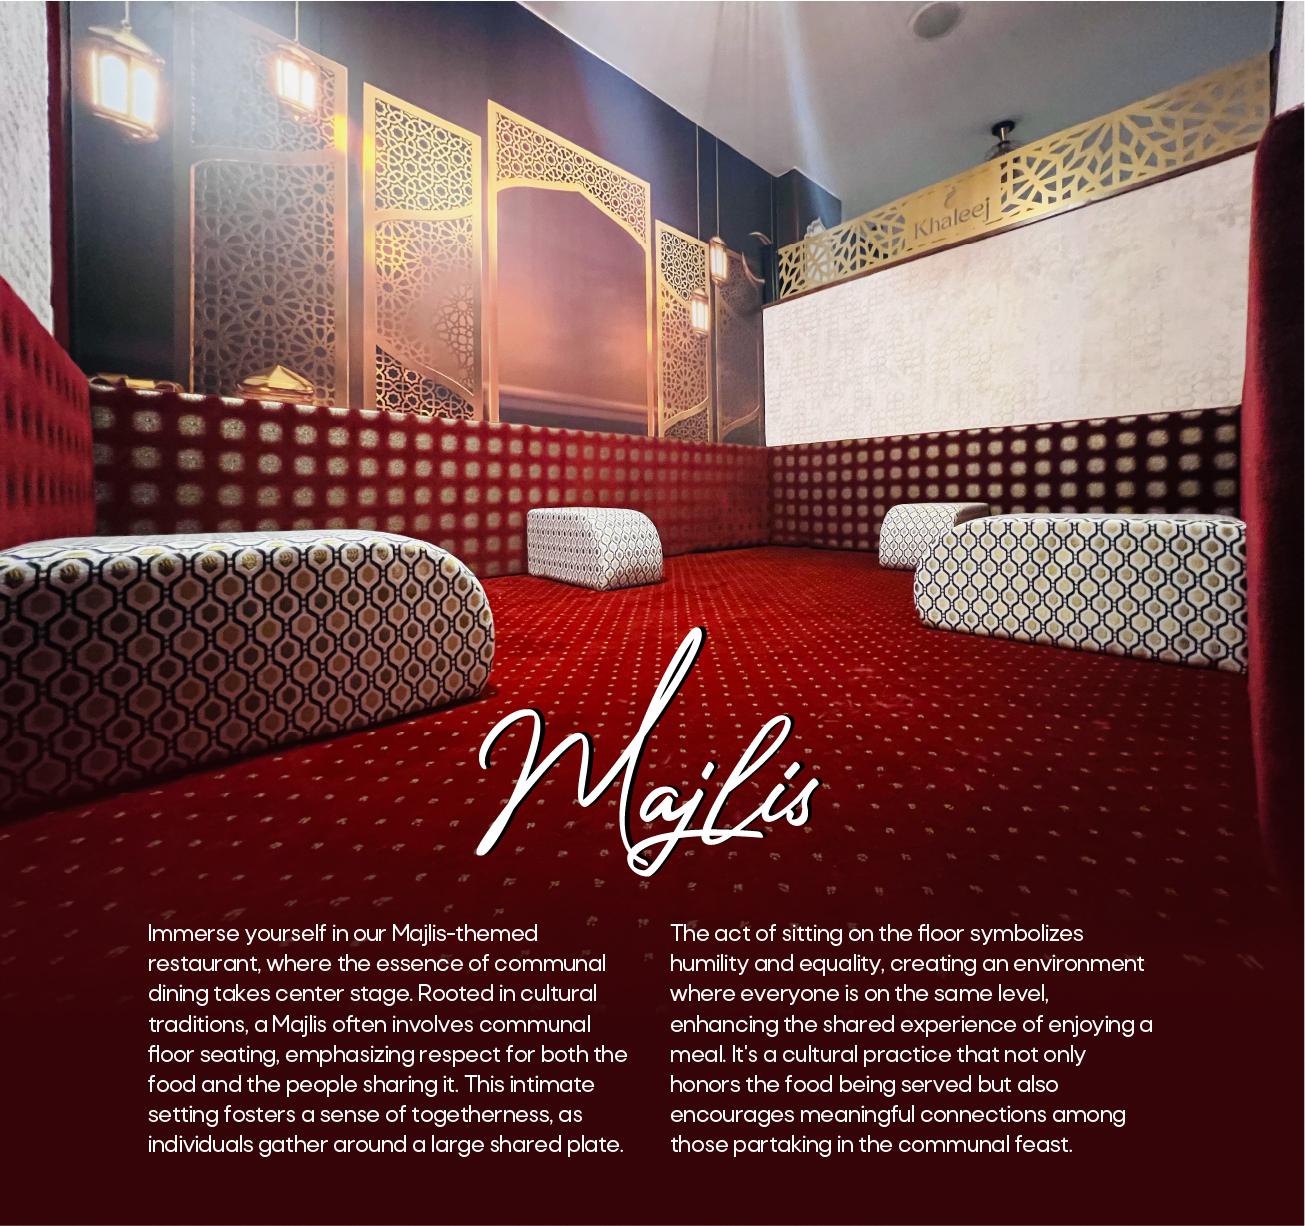 Khaleej
Majlis
Immerse yourself in our Majlis-themed
restaurant, where the essence of communal
dining takes center stage. Rooted in cultural
traditions, a Majlis often involves communal
floor seating, emphasizing respect for both the
food and the people sharing it. This intimate
setting fosters a sense of togetherness, as
individuals gather around a large shared plate.
The act of sitting on the floor symbolizes
humility and equality, creating an environment
where everyone is on the same level,
enhancing the shared experience of enjoying a
meal. It's a cultural practice that not only
honors the food being served but also
encourages meaningful connections among
those partaking in the communal feast.